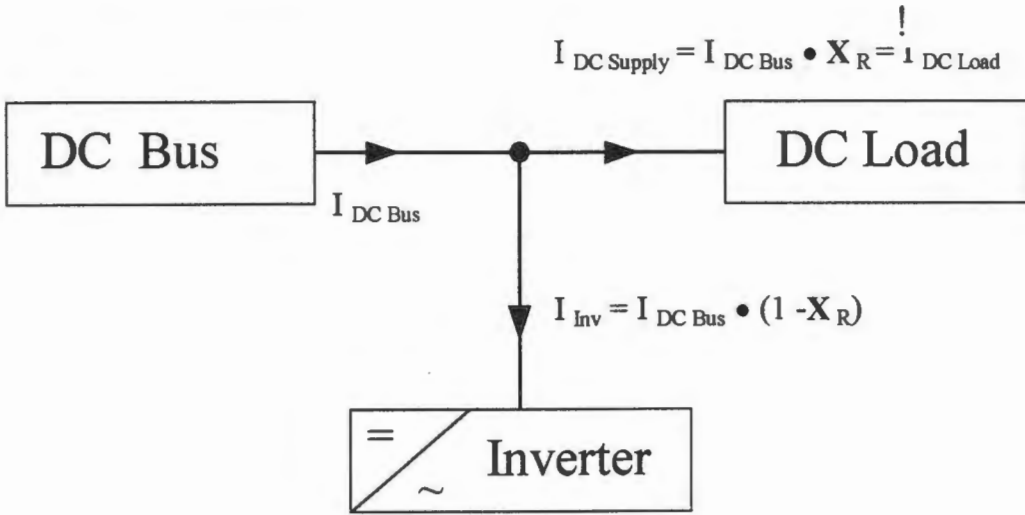 I DC Supply = I DC Bus • X R = I DC Load
!
DC Bus
DC Load
I DC Bus
I Inv = I DC Bus • (1 -X R)
=
~
Inverter